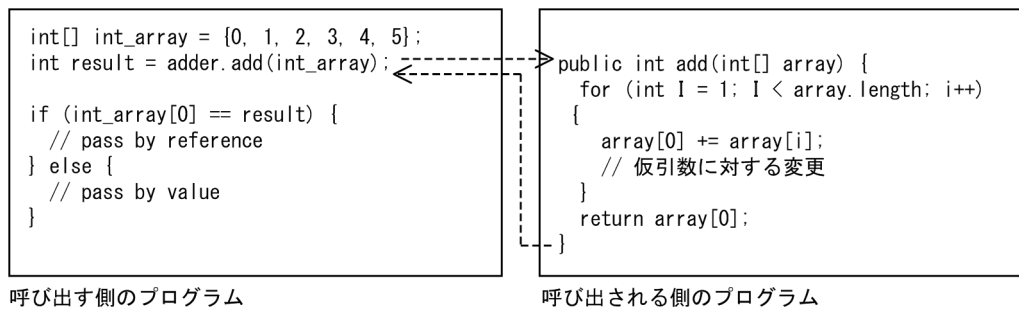 int[] int_array = {0, 1, 2, 3, 4, 5};
int result = adder.add(int_array);
if (int_array[0] == result) {
// pass by reference
} else {
// pass by value
}
呼び出す側のプログラム
public int add(int[] array) {
for (int I = 1; I < array.length; i++)
{
array[0] += array[i];
// 仮引数に対する変更
}
return array[0];
}
呼び出される側のプログラム